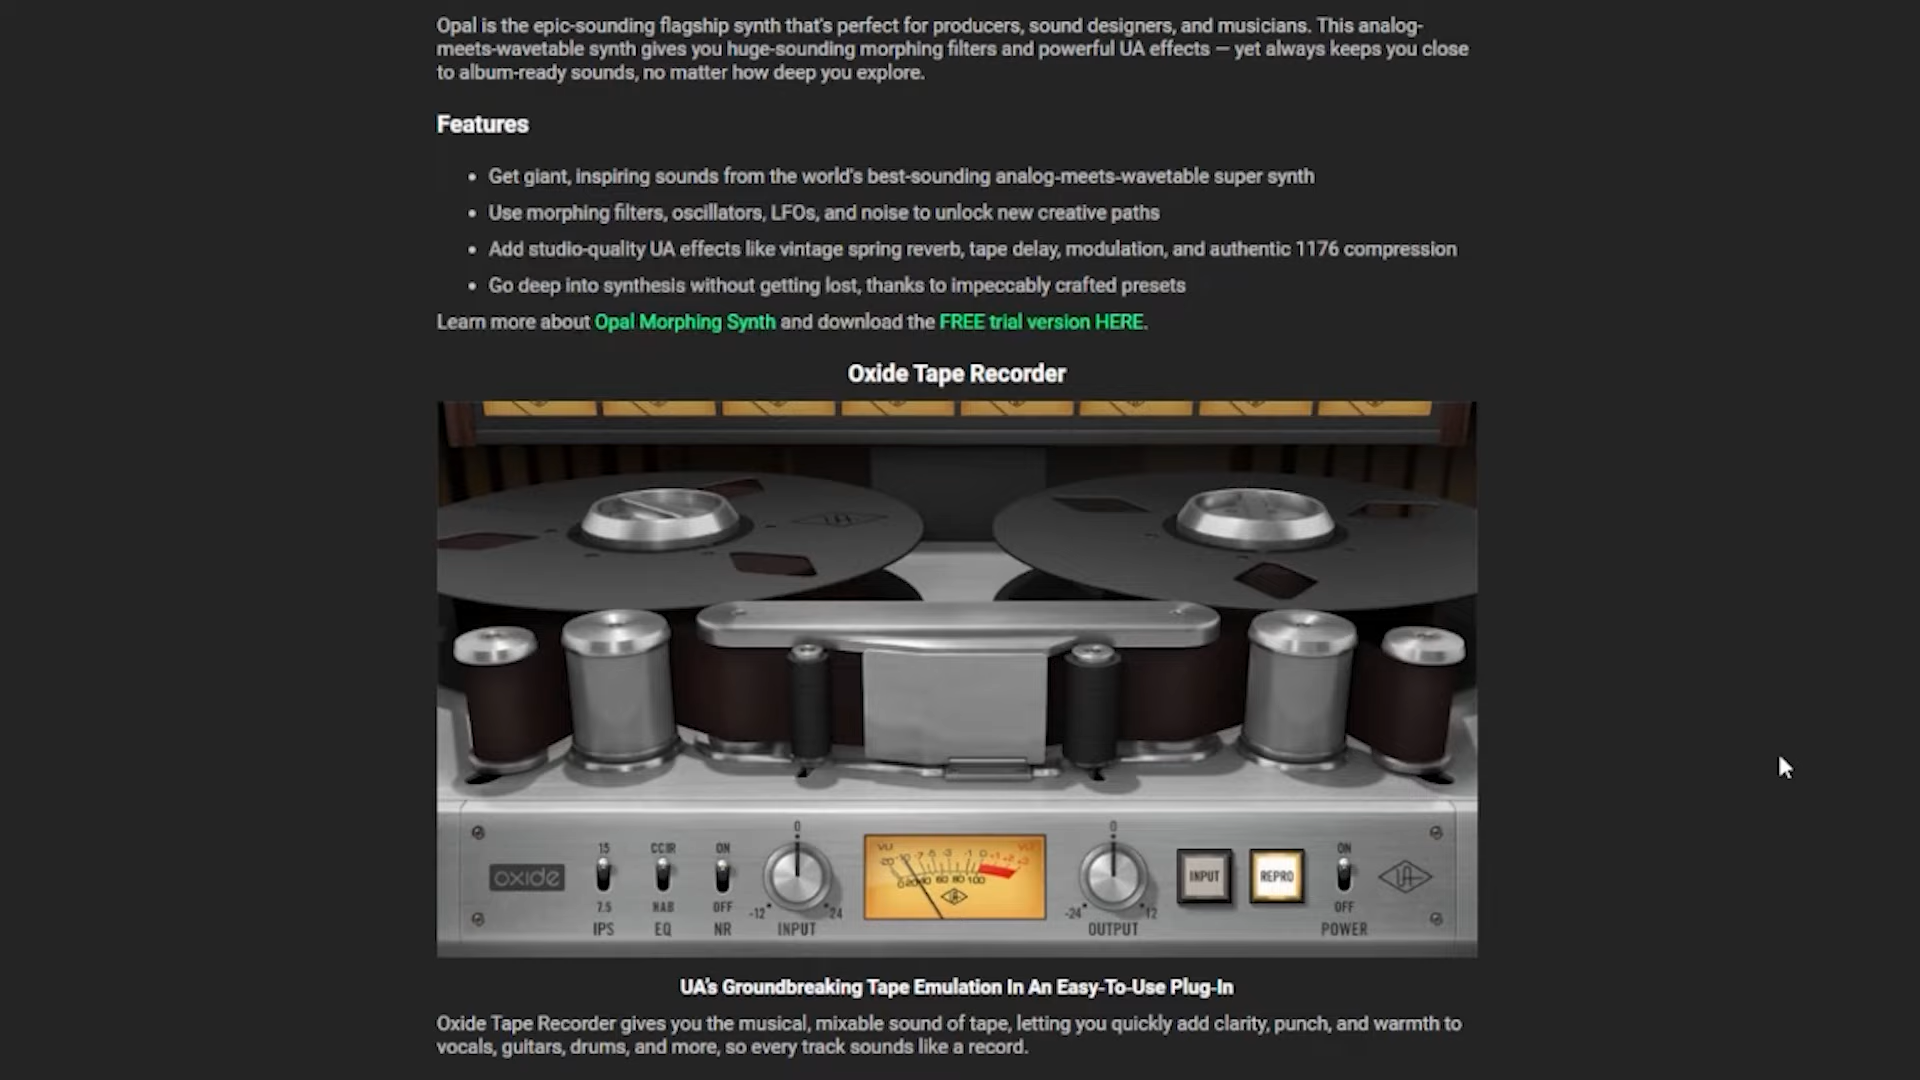 Opal is the epic-sounding flagship synth that's perfect for producers, sound designers, and musicians. This analog-
meets-wavetable synth gives you huge-sounding morphing filters and powerful UA effects — yet always keeps you close
to album-ready sounds, no matter how deep you explore.
Features
• Get giant, inspiring sounds from the world's best-sounding analog-meets-wavetable super synth
• Use morphing filters, oscillators, LFOs, and noise to unlock new creative paths
• Add studio-quality UA effects like vintage spring reverb, tape delay, modulation, and authentic 1176 compression
• Go deep into synthesis without getting lost, thanks to impeccably crafted presets
Learn more about Opal Morphing Synth and download the FREE trial version HERE.
Oxide Tape Recorder
0 0
15 CCIR ON VU ON
oxide INPUT REPRO
7.5 NAB OFF -12 24 -24 12 OFF
IPS EQ NR INPUT OUTPUT POWER
UA's Groundbreaking Tape Emulation In An Easy-To-Use Plug-In
Oxide Tape Recorder gives you the musical, mixable sound of tape, letting you quickly add clarity, punch, and warmth to
vocals, guitars, drums, and more, so every track sounds like a record.